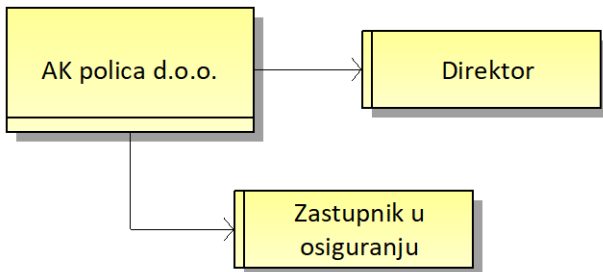 AK polica d.o.o.
Direktor
Zastupnik u
osiguranju